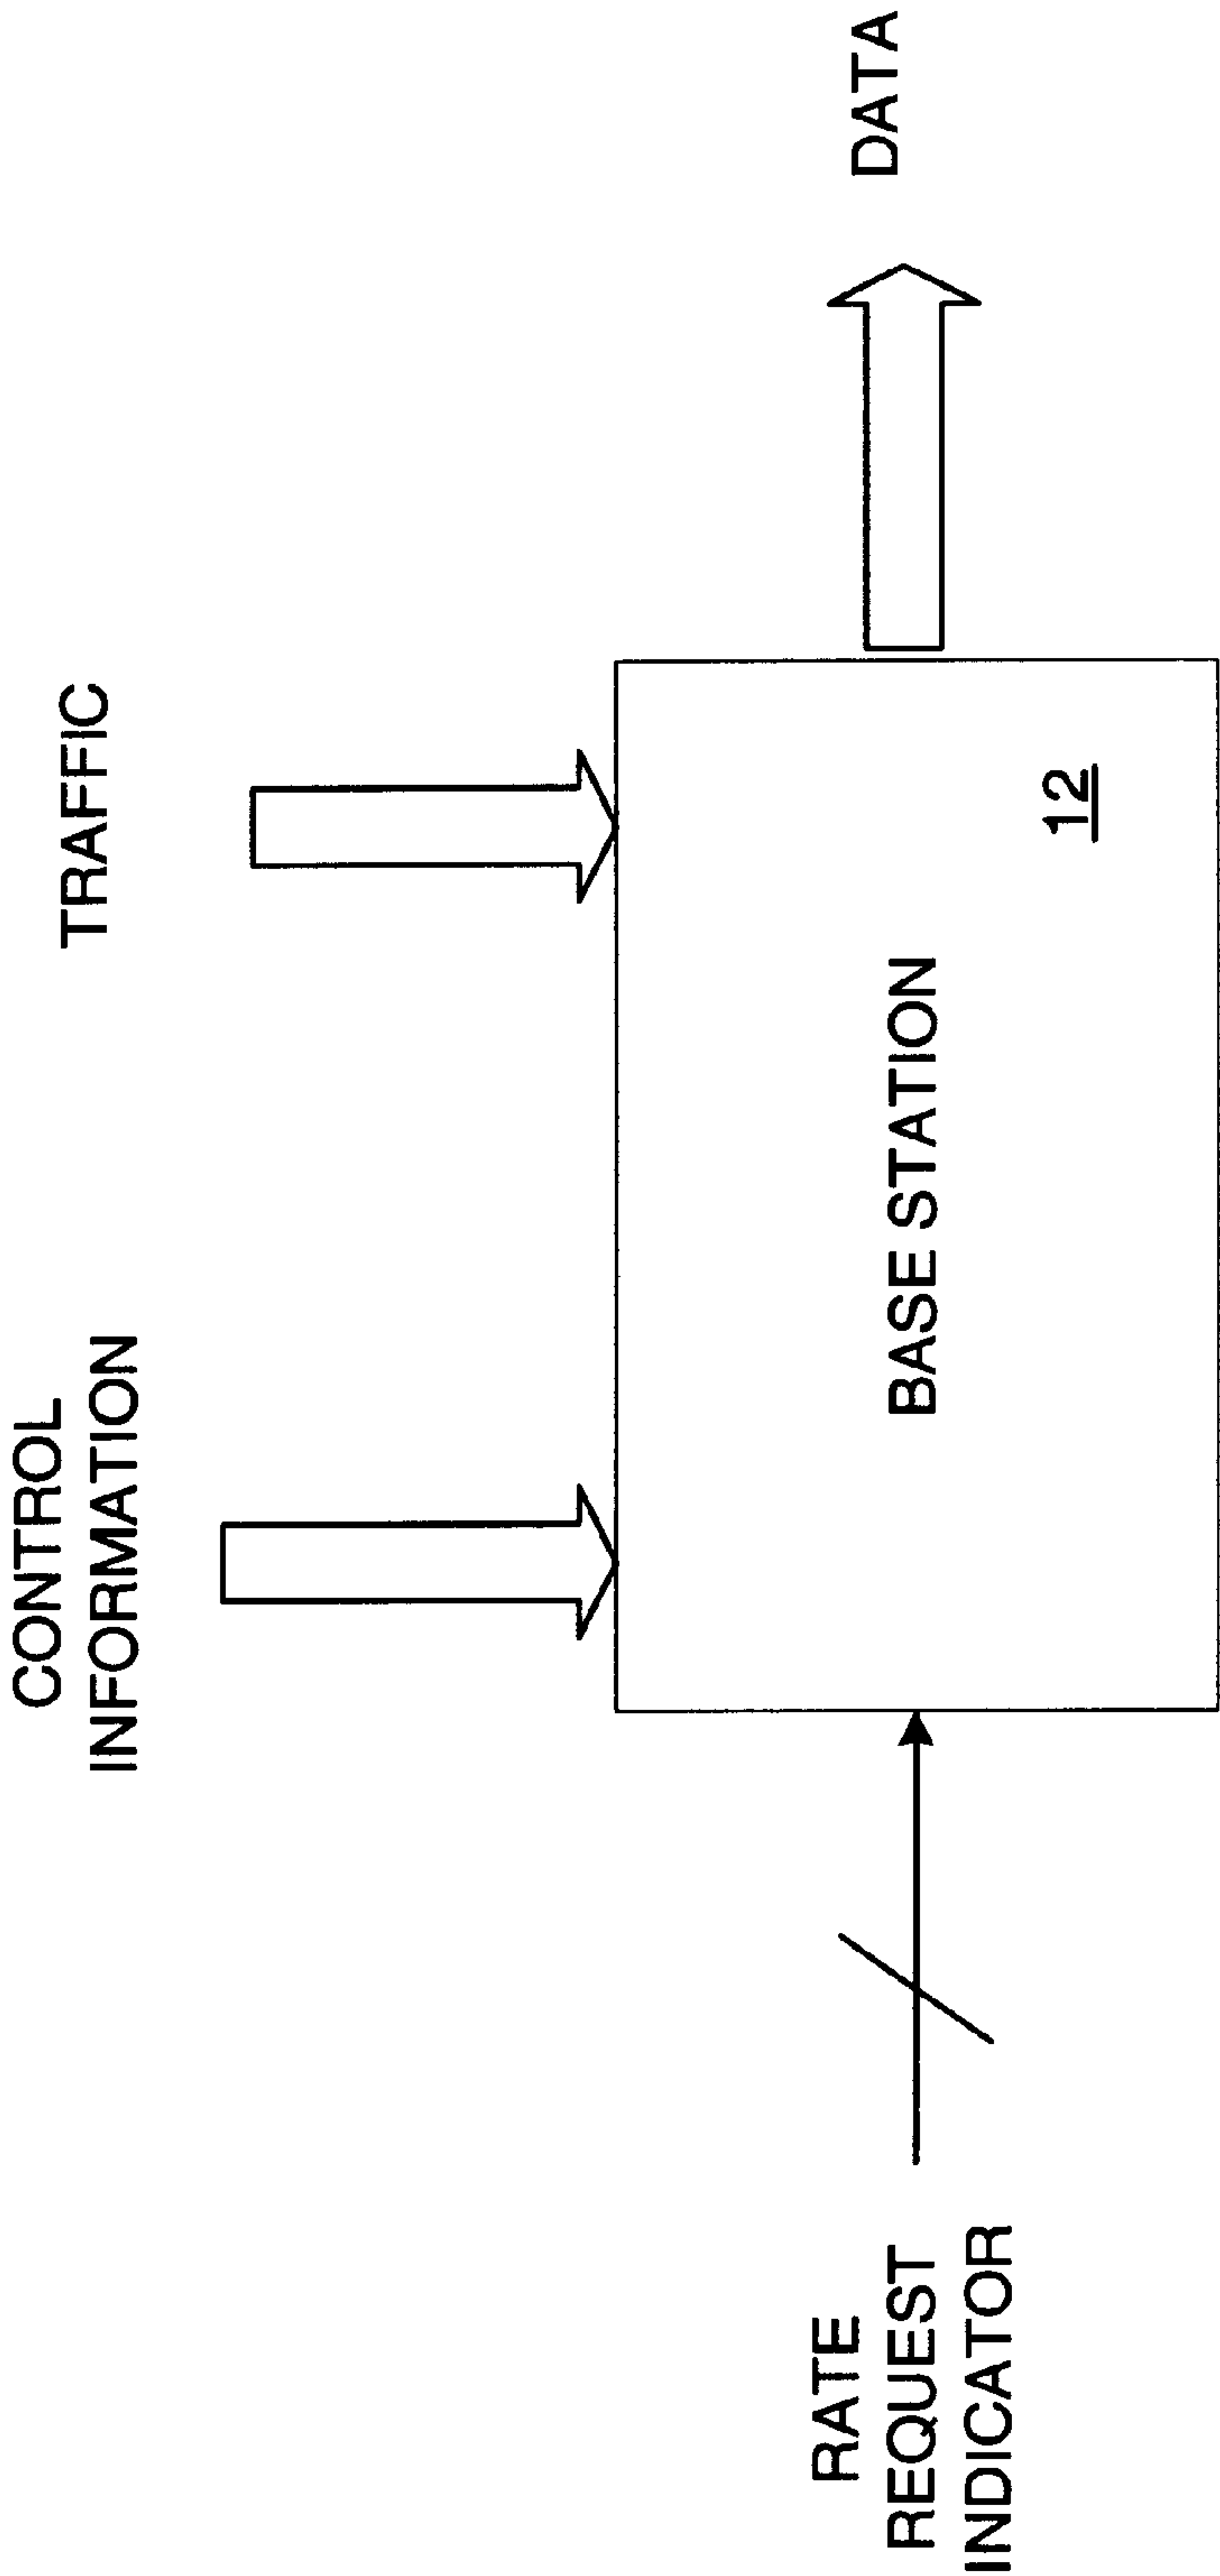 CONTROL
INFORMATION
TRAFFIC
RATE
REQUEST
INDICATOR
BASE STATION
12
DATA